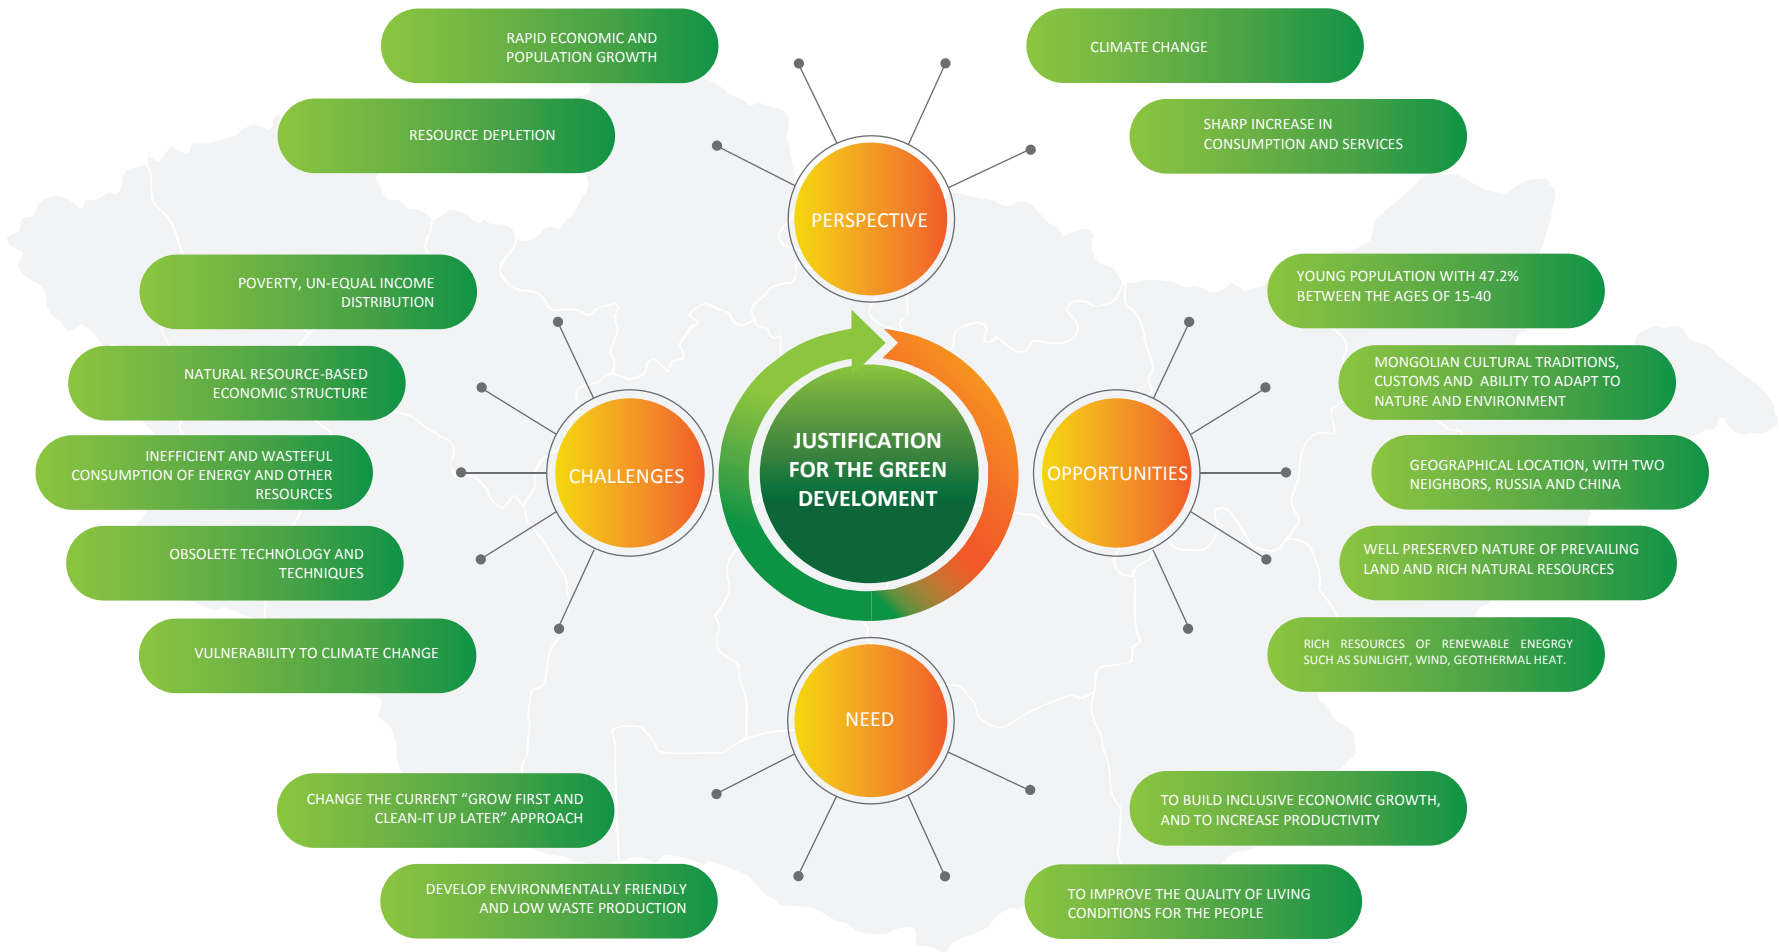 RAPID ECONOMIC AND
POPULATION GROWTH
CLIMATE CHANGE
RESOURCE DEPLETION
SHARP INCREASE IN
CONSUMPTION AND SERVICES
PERSPECTIVE
POVERTY, UN-EQUAL INCOME
DISTRIBUTION
NATURAL RESOURCE-BASED
ECONOMIC STRUCTURE
INEFFICIENT AND WASTEFUL
CONSUMPTION OF ENERGY AND OTHER
RESOURCES
OBSOLETE TECHNOLOGY AND
TECHNIQUES
VULNERABILITY TO CLIMATE CHANGE
CHALLENGES
JUSTIFICATION
FOR THE GREEN
DEVELOMENT
OPPORTUNITIES
YOUNG POPULATION WITH 47.2%
BETWEEN THE AGES OF 15-40
MONGOLIAN CULTURAL TRADITIONS,
CUSTOMS AND ABILITY TO ADAPT TO
NATURE AND ENVIRONMENT
GEOGRAPHICAL LOCATION, WITH TWO
NEIGHBORS, RUSSIA AND CHINA
WELL PRESERVED NATURE OF PREVAILING
LAND AND RICH NATURAL RESOURCES
RICH RESOURCES OF RENEWABLE ENEGRGY
SUCH AS SUNLIGHT, WIND, GEOTHERMAL HEAT.
NEED
CHANGE THE CURRENT “GROW FIRST AND
CLEAN-IT UP LATER” APPROACH
TO BUILD INCLUSIVE ECONOMIC GROWTH,
AND TO INCREASE PRODUCTIVITY
DEVELOP ENVIRONMENTALLY FRIENDLY
AND LOW WASTE PRODUCTION
TO IMPROVE THE QUALITY OF LIVING
CONDITIONS FOR THE PEOPLE